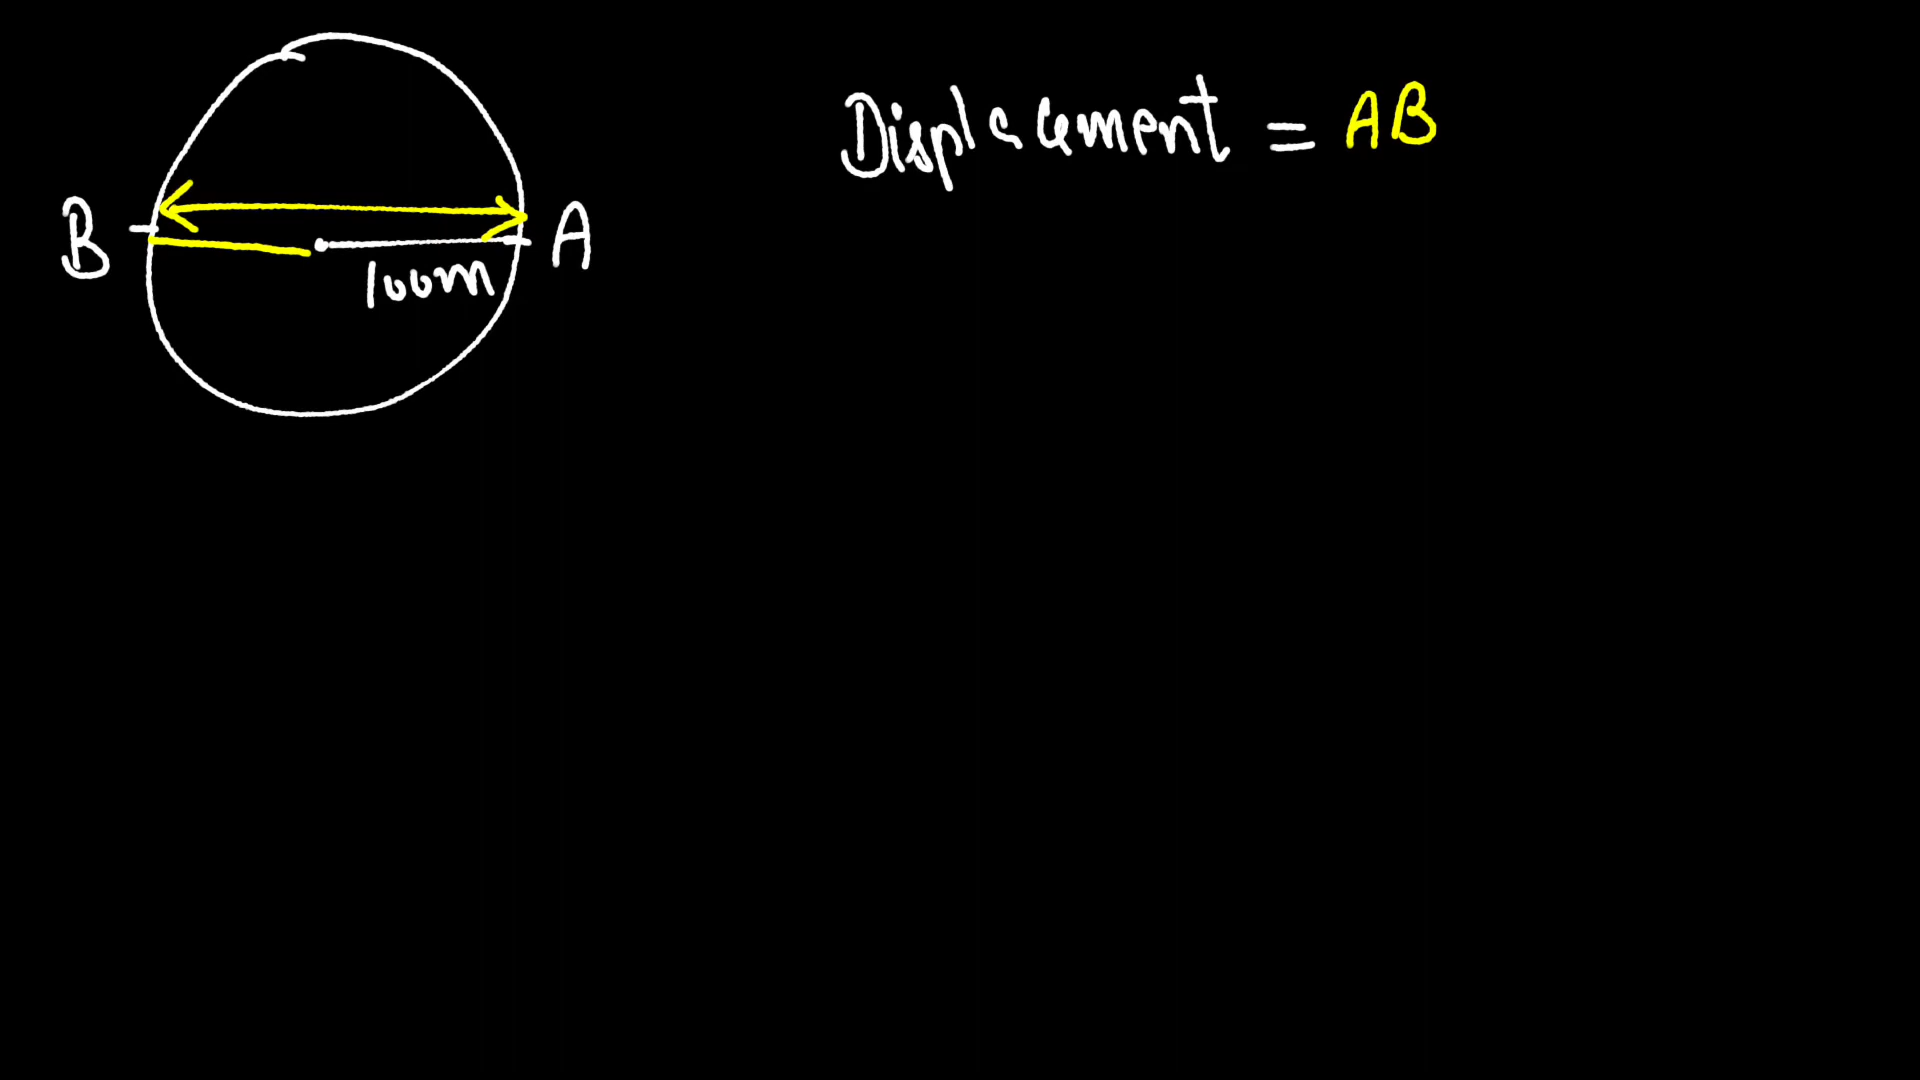 Displacement = AB
B A
100m